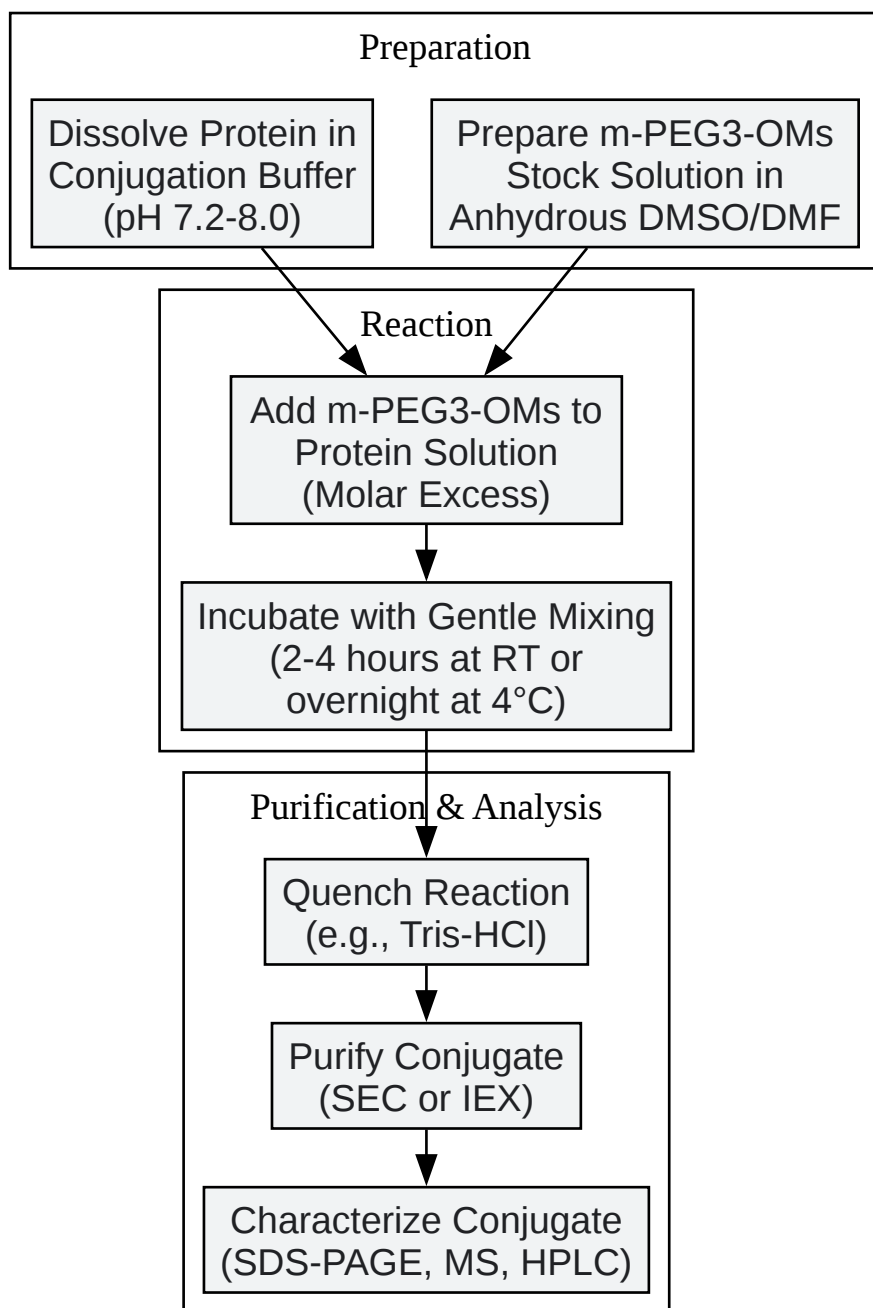 Preparation
Dissolve Protein in
Conjugation Buffer
(pH 7.2-8.0)
Prepare m-PEG3-OMs
Stock Solution in
Anhydrous DMSO/DMF
Reaction
Add m-PEG3-OMs to
Protein Solution
(Molar Excess)
Incubate with Gentle Mixing
(2-4 hours at RT or
overnight at 4°C)
Purification & Analysis
Quench Reaction
(e.g., Tris-HCl)
Purify Conjugate
(SEC or IEX)
Characterize Conjugate
(SDS-PAGE, MS, HPLC)